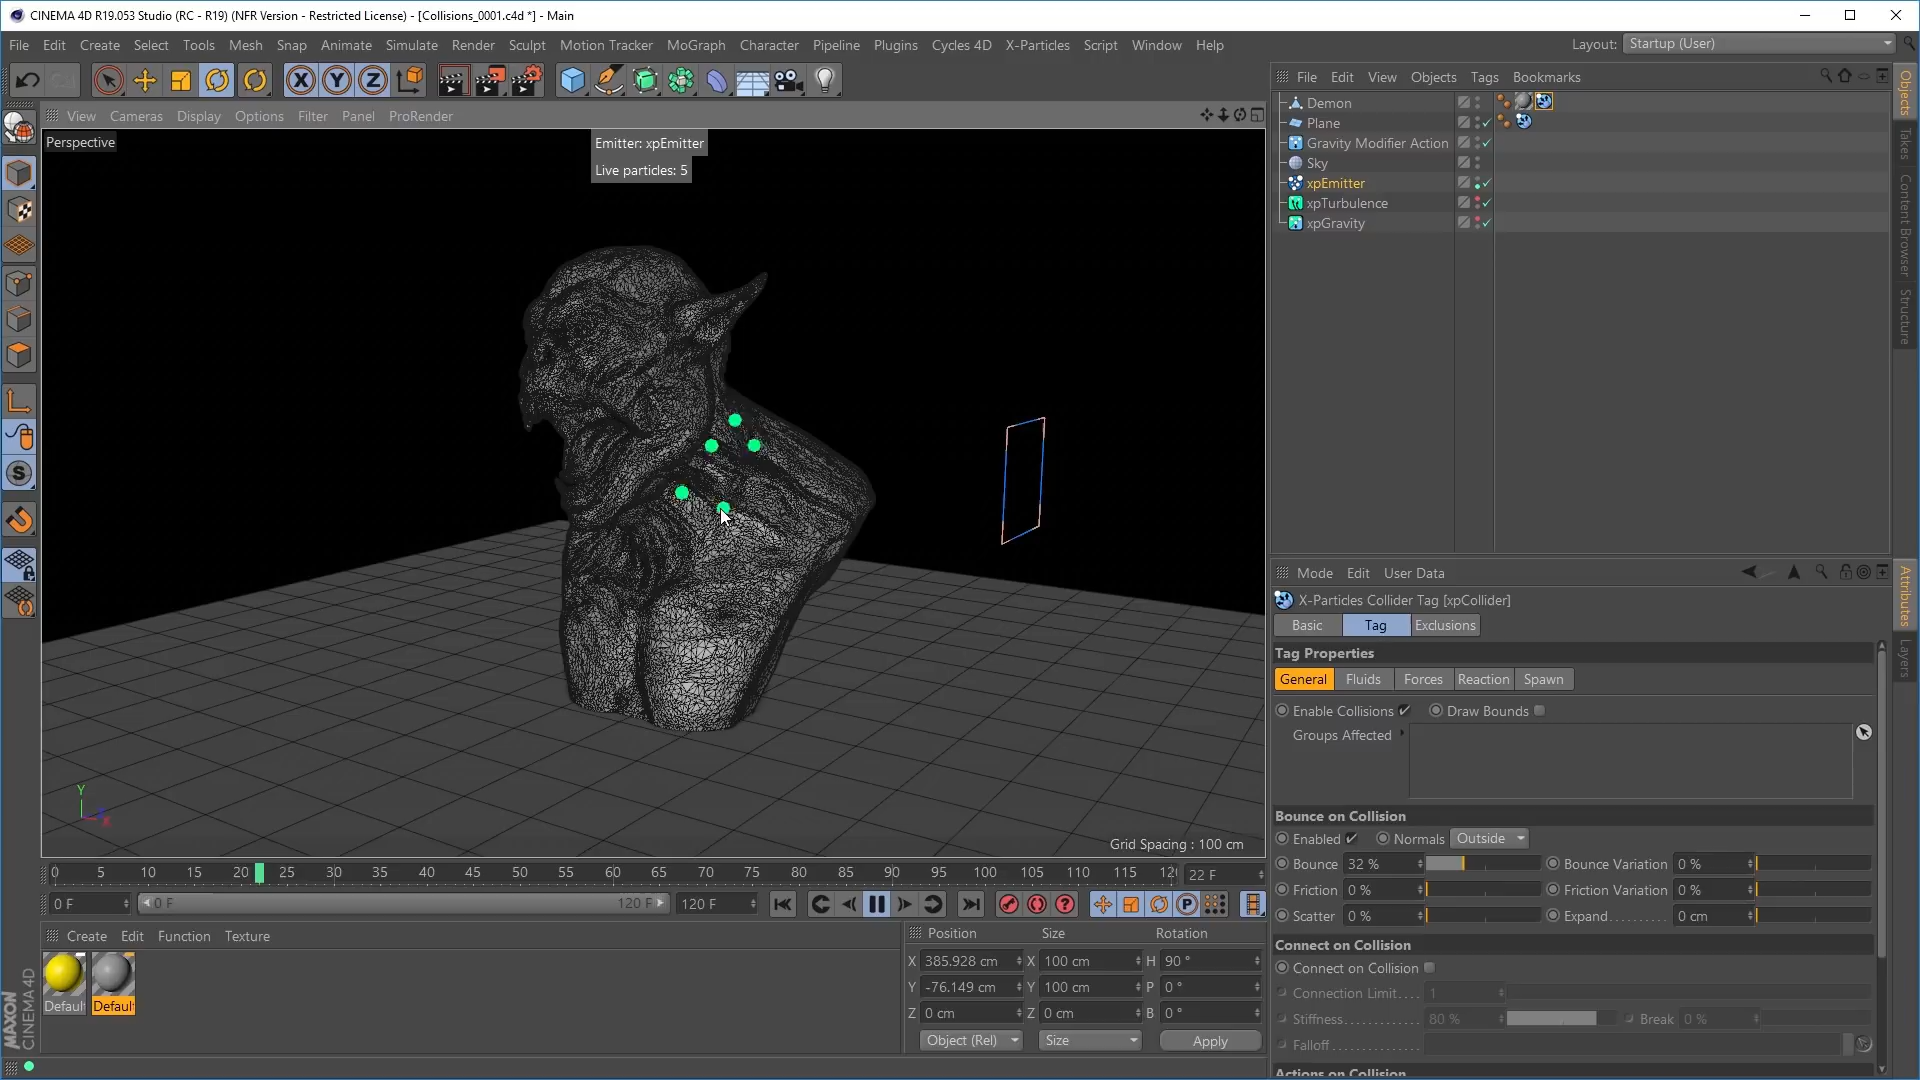 CINEMA 4D R19.053 Studio (RC - R19) (NFR Version - Restricted License) - [Collisions_0001.c4d *] - Main
File Edit Create Select Tools Mesh Snap Animate Simulate Render Sculpt Motion Tracker MoGraph Character Pipeline Plugins Cycles 4D X-Particles Script Window Help
Layout: Startup (User)
X Y Z
File Edit View Objects Tags Bookmarks
View Cameras Display Options Filter Panel ProRender
Perspective
Emitter: xpEmitter
Live particles: 5
Demon
Plane
Gravity Modifier Action
Sky
xpEmitter
xpTurbulence
xpGravity
Objects
Takes
Content Browser
Structure
Mode Edit User Data
X-Particles Collider Tag [xpCollider]
Basic Tag Exclusions
Tag Properties
General Fluids Forces Reaction Spawn
Enable Collisions Draw Bounds
Groups Affected
Bounce on Collision
Enabled Normals Outside
Bounce 32 % Bounce Variation 0 %
Friction 0 % Friction Variation 0 %
Scatter 0 % Expand 0 cm
Connect on Collision
Connect on Collision
Connection Limit 1
Stiffness 80 % Break 0 %
Falloff
Actions on Collision
Attributes
Layers
Y
Grid Spacing : 100 cm
0 5 10 15 20 25 30 35 40 45 50 55 60 65 70 75 80 85 90 95 100 105 110 115 120
22 F
0 F 0 F 120 F 120 F
Create Edit Function Texture
Default
Default
Position Size Rotation
X 385.928 cm X 100 cm H 90 °
Y -76.149 cm Y 100 cm P 0 °
Z 0 cm Z 0 cm B 0 °
Object (Rel) Size Apply
MAXON
CINEMA 4D